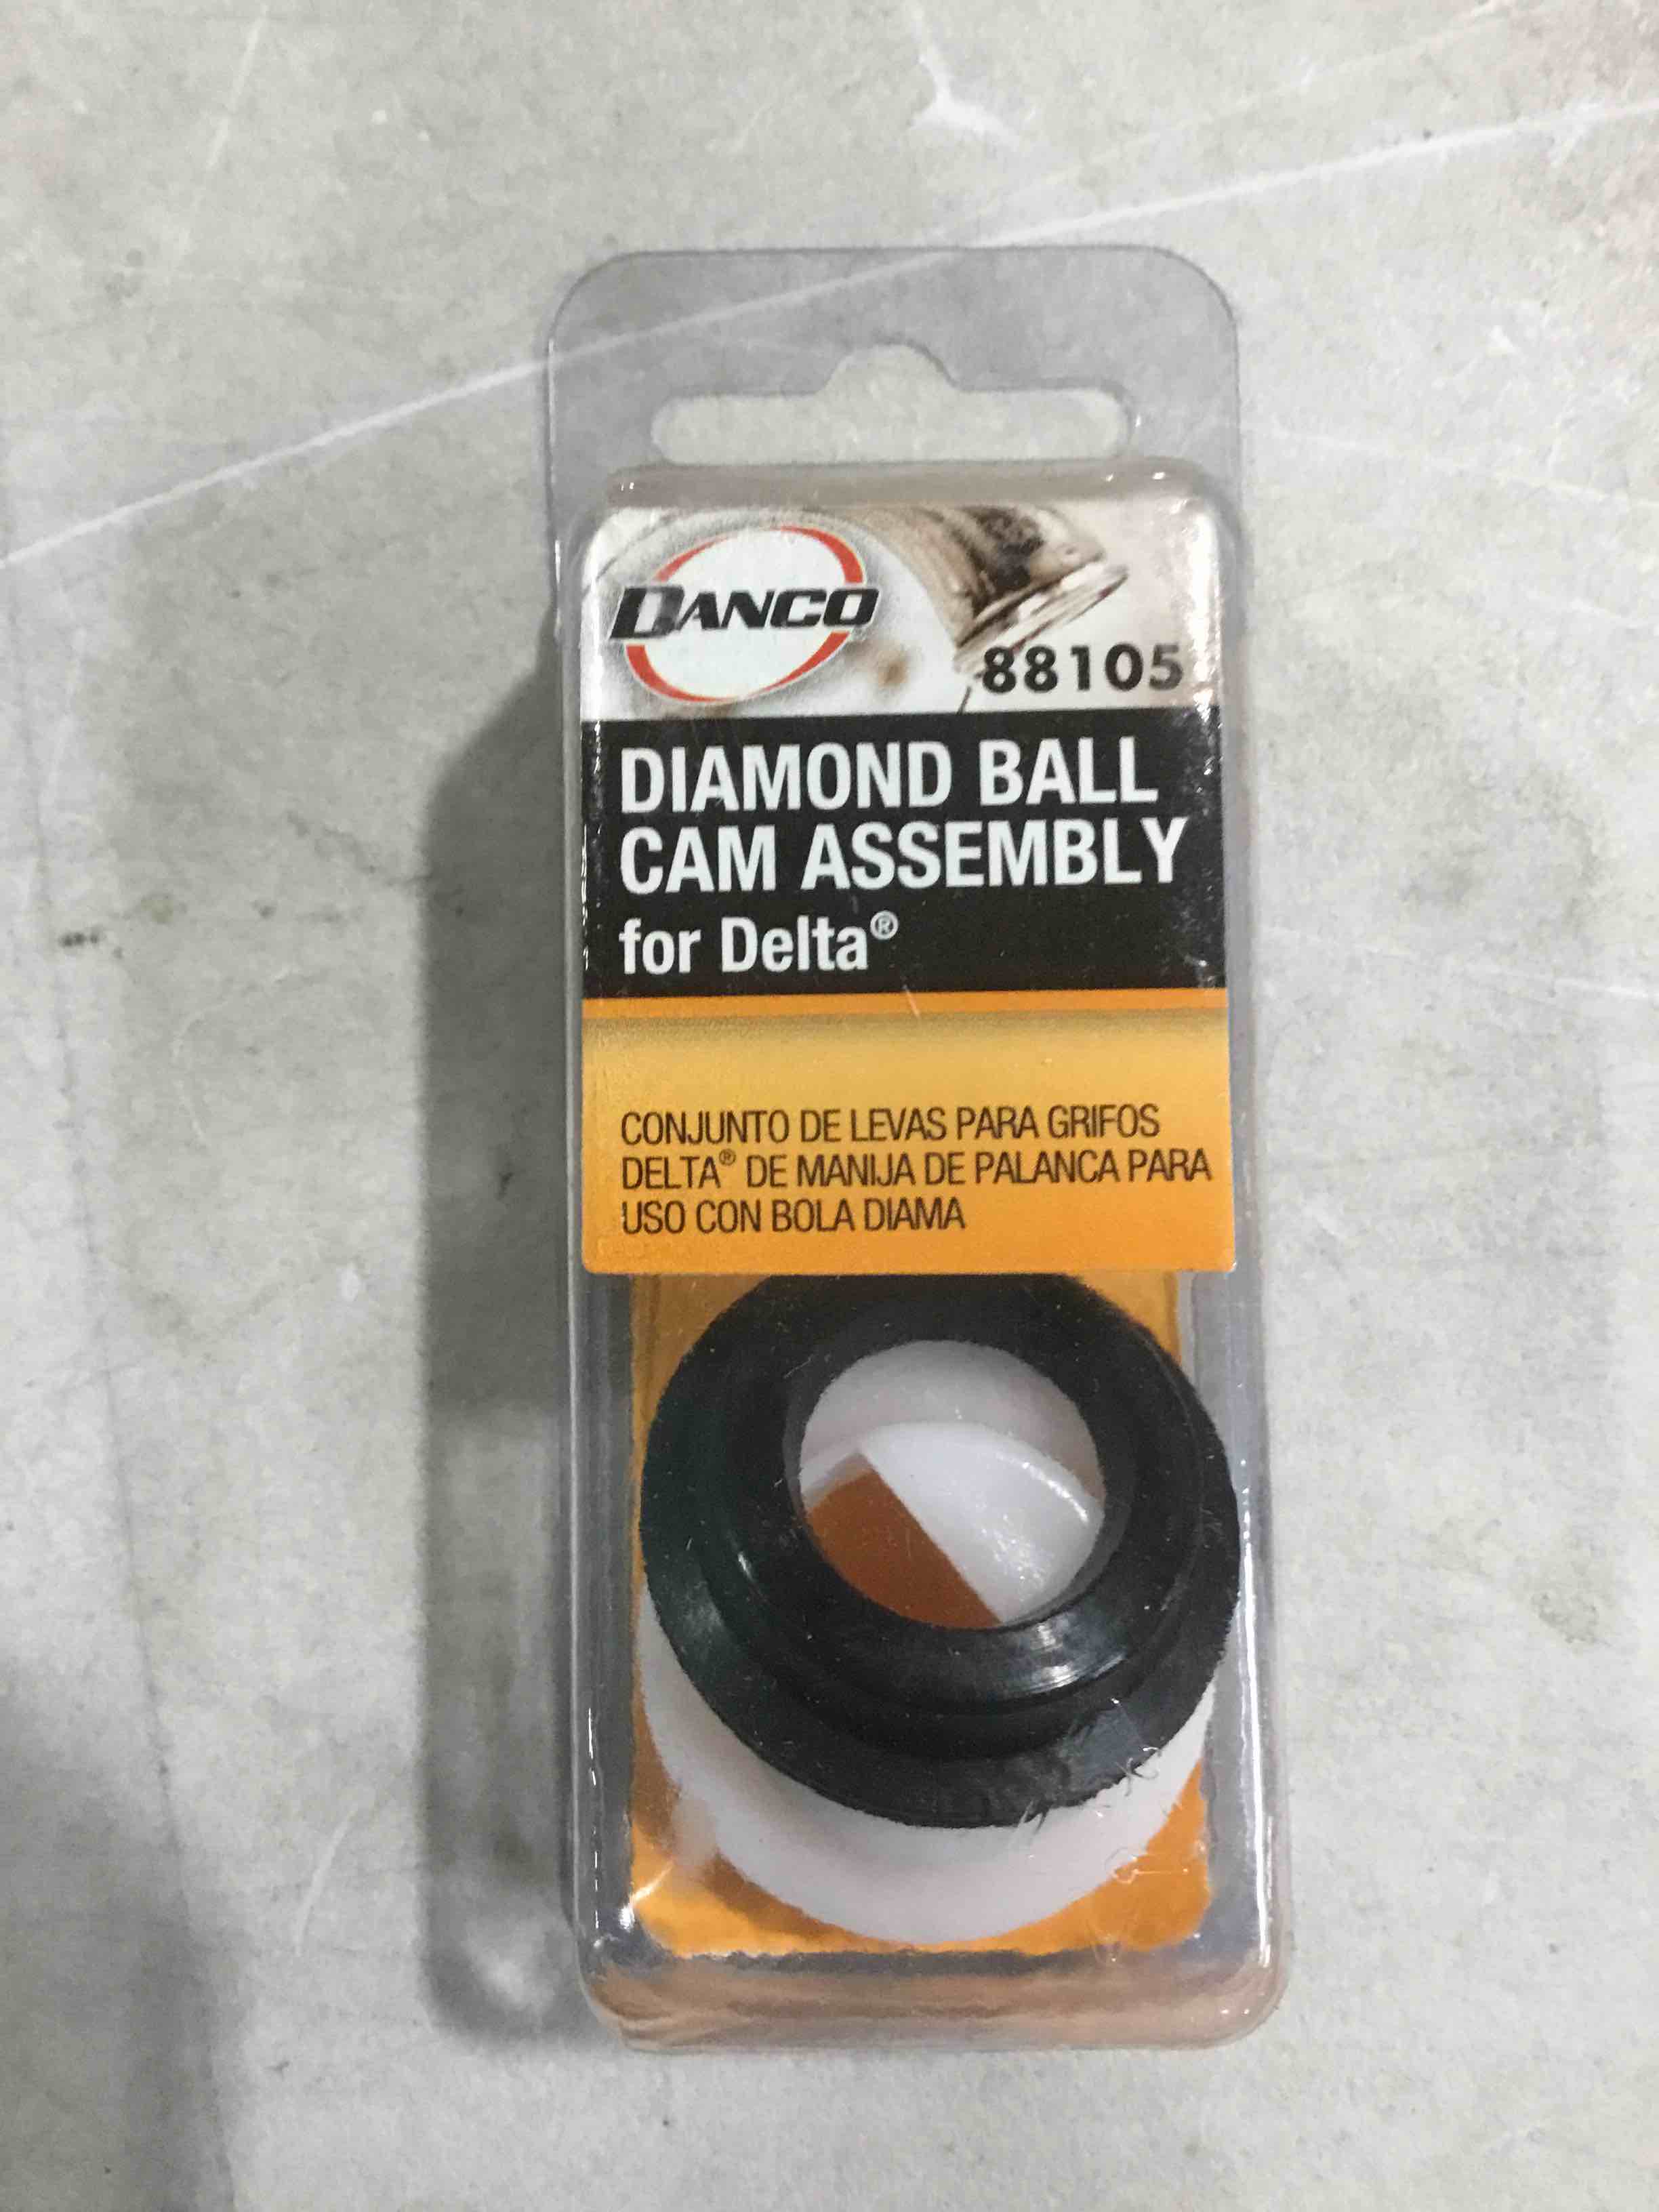 DANCO
88105
DIAMOND BALL
CAM ASSEMBLY
for Delta®
CONJUNTO DE LEVAS PARA GRIFOS
DELTA® DE MANIJA DE PALANCA PARA
USO CON BOLA DIAMA